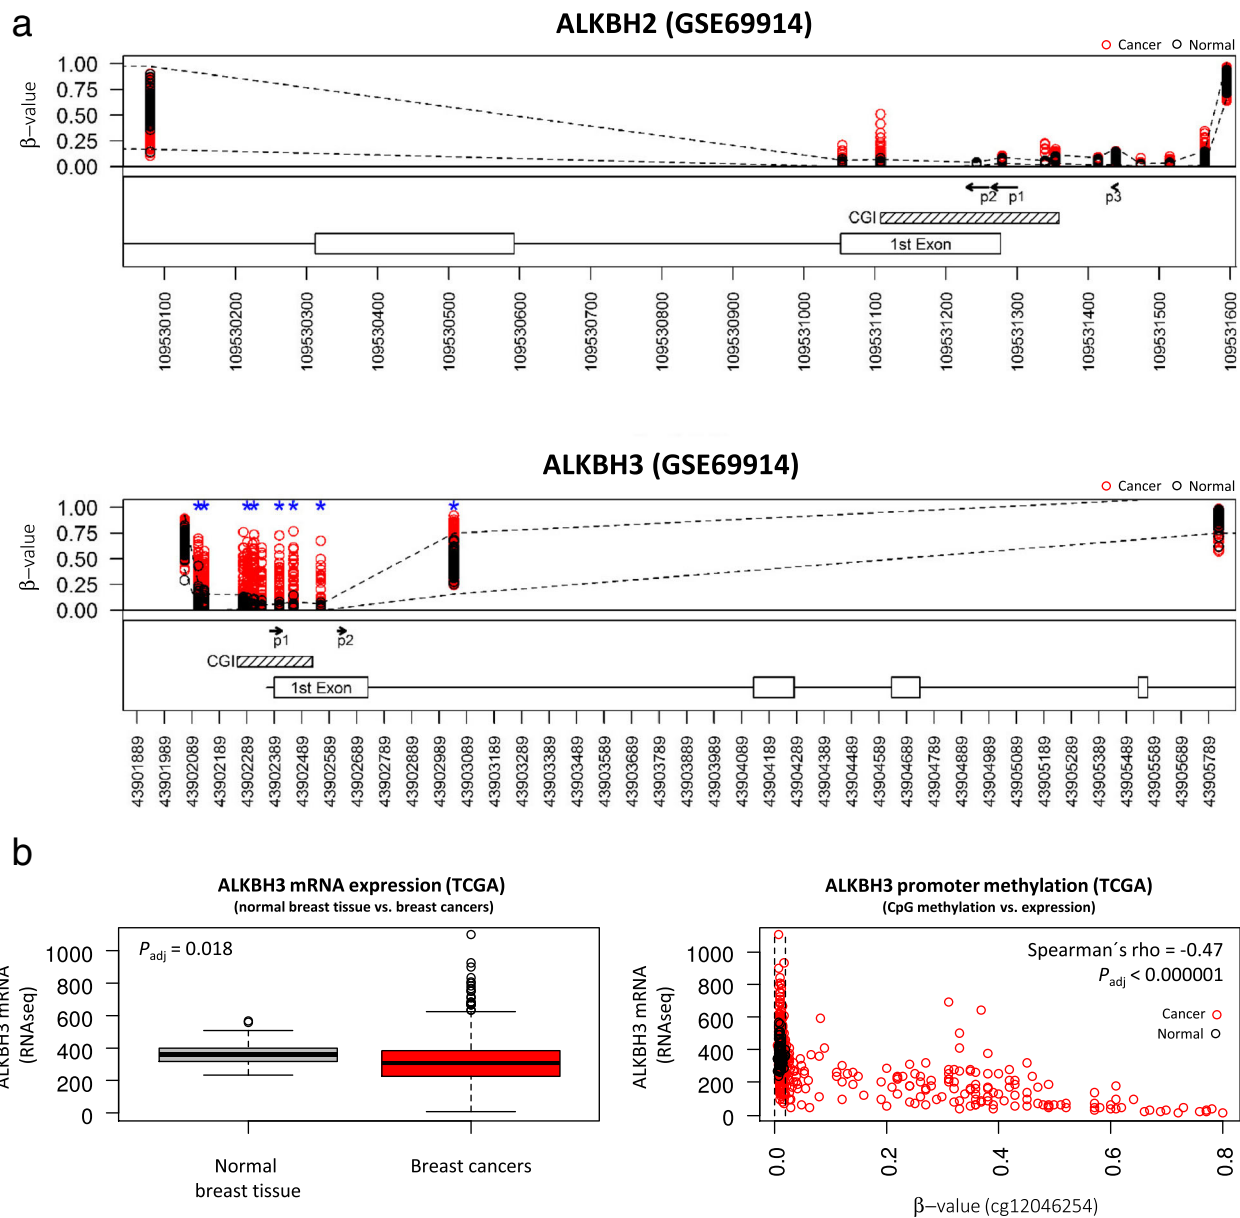 a
ALKBH2 (GSE69914)
Cancer Normal
β–value
1.00
0.75
0.50
0.25
0.00
p2 p1 p3
CGI
1st Exon
109530100 109530200 109530300 109530400 109530500 109530600 109530700 109530800 109530900 109531000 109531100 109531200 109531300 109531400 109531500 109531600
ALKBH3 (GSE69914)
Cancer Normal
β–value
1.00
0.75
0.50
0.25
0.00
** ** * * * *
p1 p2
CGI
1st Exon
43901889 43901989 43902089 43902189 43902289 43902389 43902489 43902589 43902689 43902789 43902889 43902989 43903089 43903189 43903289 43903389 43903489 43903589 43903689 43903789 43903889 43903989 43904089 43904189 43904289 43904389 43904489 43904589 43904689 43904789 43904889 43904989 43905089 43905189 43905289 43905389 43905489 43905589 43905689 43905789
b
ALKBH3 mRNA expression (TCGA)
(normal breast tissue vs. breast cancers)
ALKBH3 mRNA
(RNAseq)
1000
800
600
400
200
0
Padj = 0.018
Normal
breast tissue
Breast cancers
ALKBH3 promoter methylation (TCGA)
(CpG methylation vs. expression)
ALKBH3 mRNA
(RNAseq)
1000
800
600
400
200
0
Spearman´s rho = -0.47
Padj < 0.000001
Cancer
Normal
0.0 0.2 0.4 0.6 0.8
β–value (cg12046254)